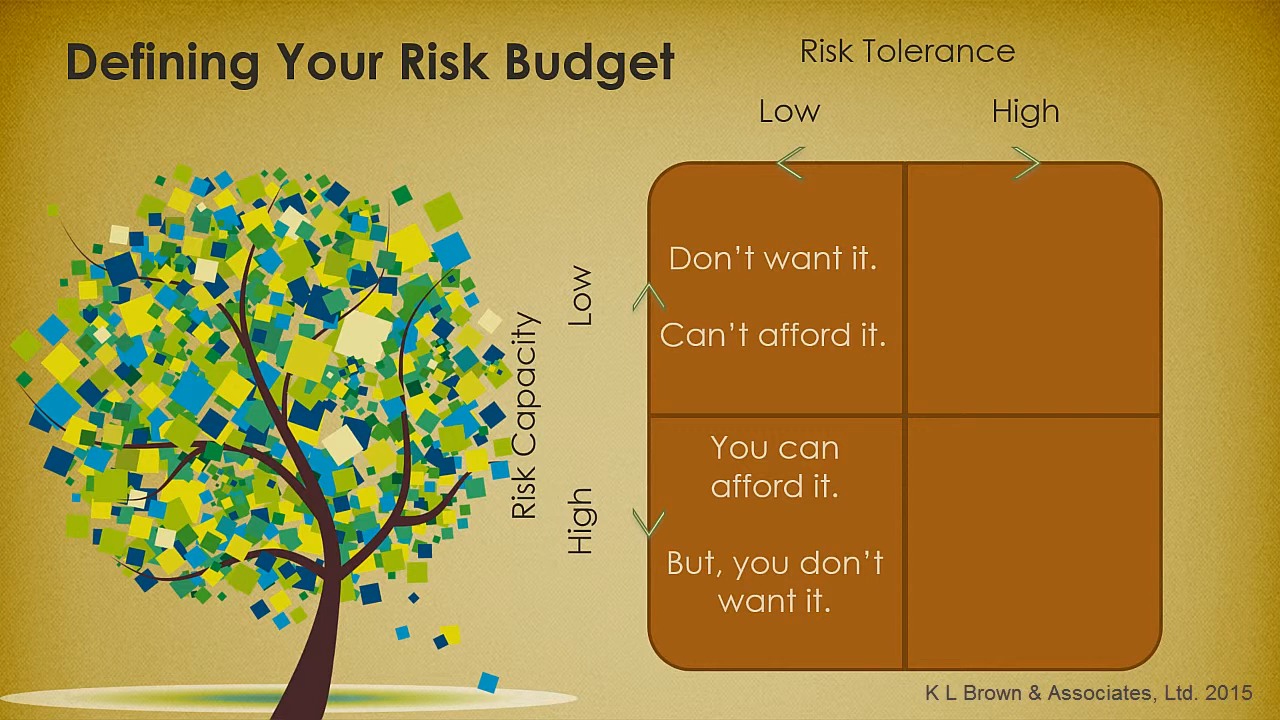 Defining Your Risk Budget
Risk Tolerance
Low
High
Risk Capacity
Low
High
Don’t want it.
Can’t afford it.
You can
afford it.
But, you don’t
want it.
K L Brown & Associates, Ltd. 2015